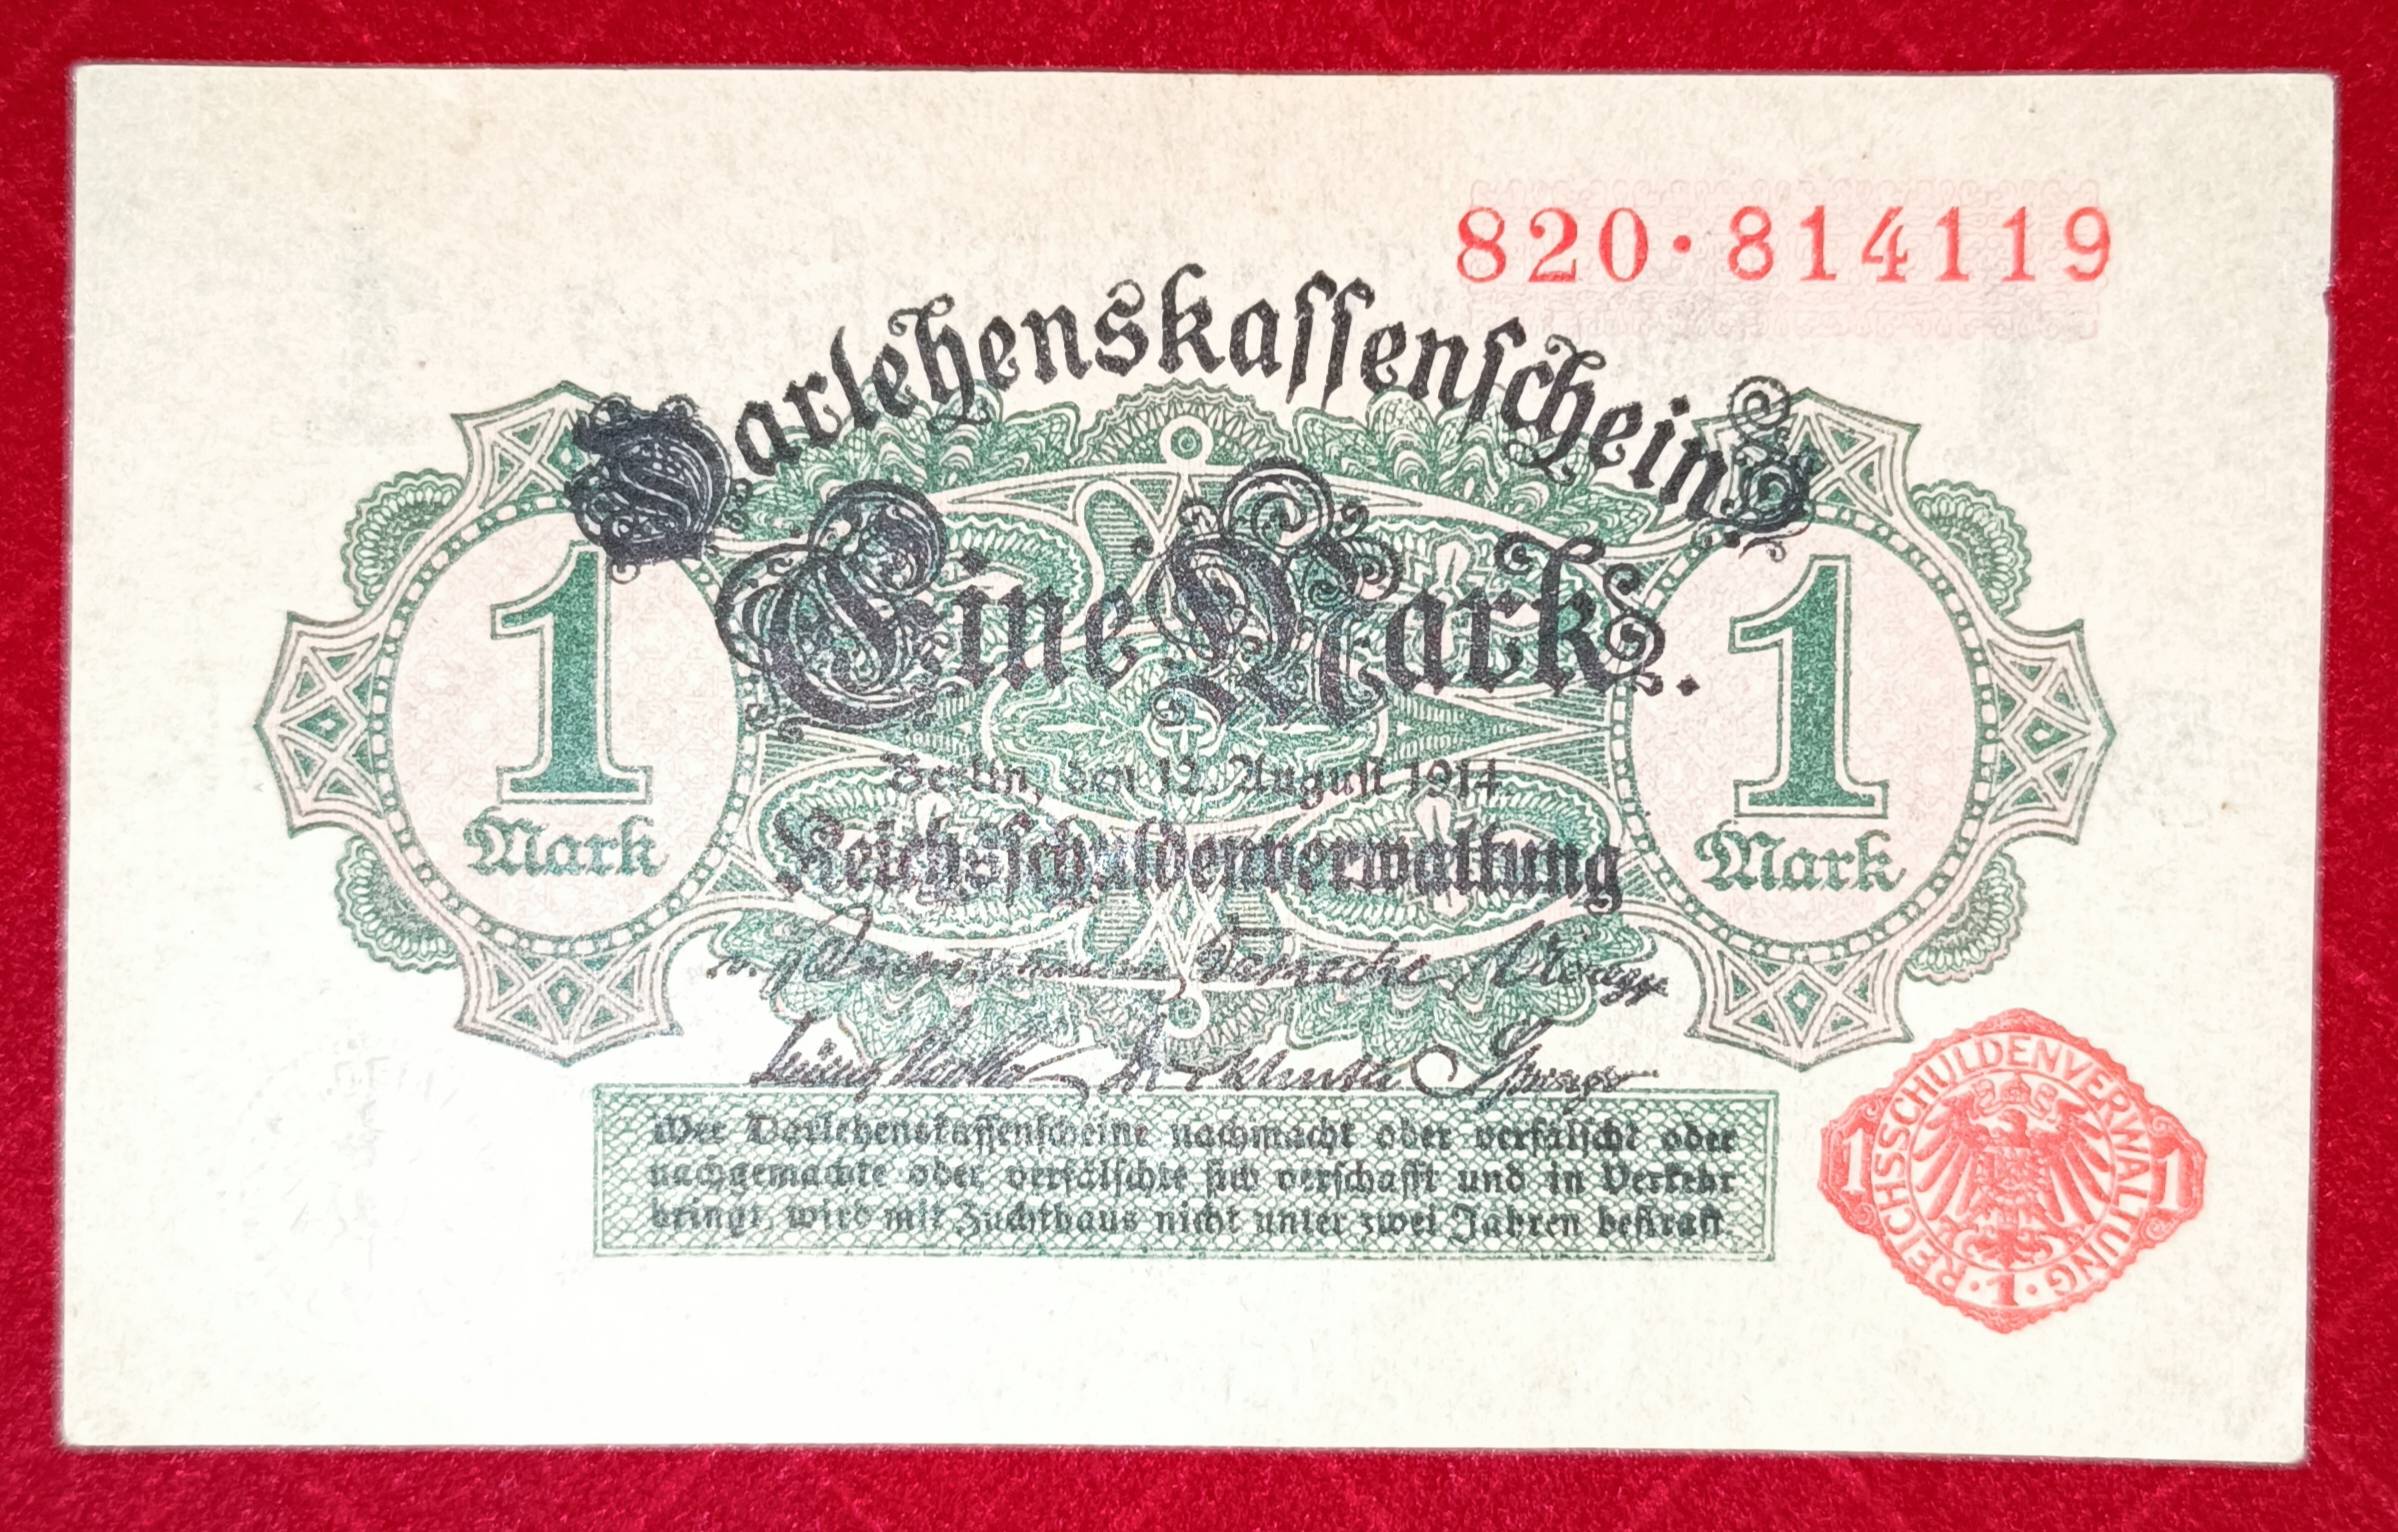 820·814119
Darlehenskassenschein.
Eine Mark.
1
Mark
1
Mark
Berlin, den 12. August 1914
Reichsschuldenverwaltung
Wer Darlehenskassenscheine nachmacht oder verfälscht oder
nachgemachte oder verfälschte sich verschafft und in Verkehr
bringt, wird mit Zuchthaus nicht unter zwei Jahren bestraft.
REICHSSCHULDENVERWALTUNG
1
1
·1·